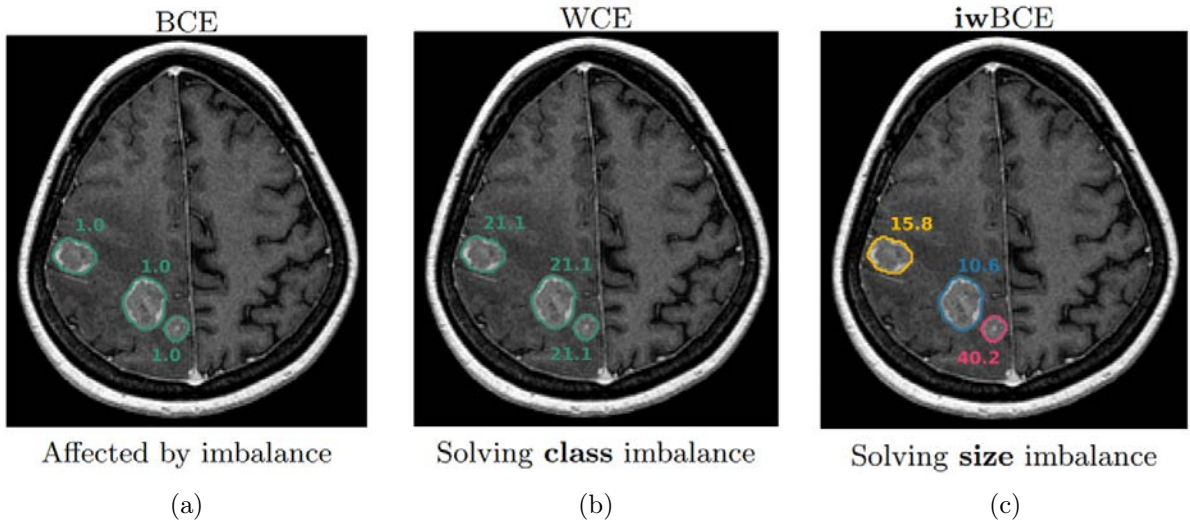 BCE
WCE
iwBCE
1.0
1.0
1.0
21.1
21.1
21.1
15.8
10.6
40.2
Affected by imbalance
Solving class imbalance
Solving size imbalance
(a)
(b)
(c)